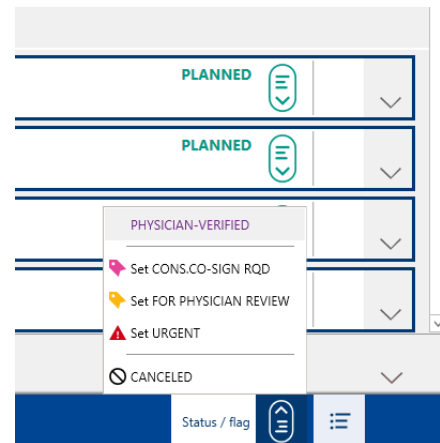 PLANNED
PLANNED
PHYSICIAN-VERIFIED
Set CONS.CO-SIGN RQD
Set FOR PHYSICIAN REVIEW
Set URGENT
CANCELED
Status / flag